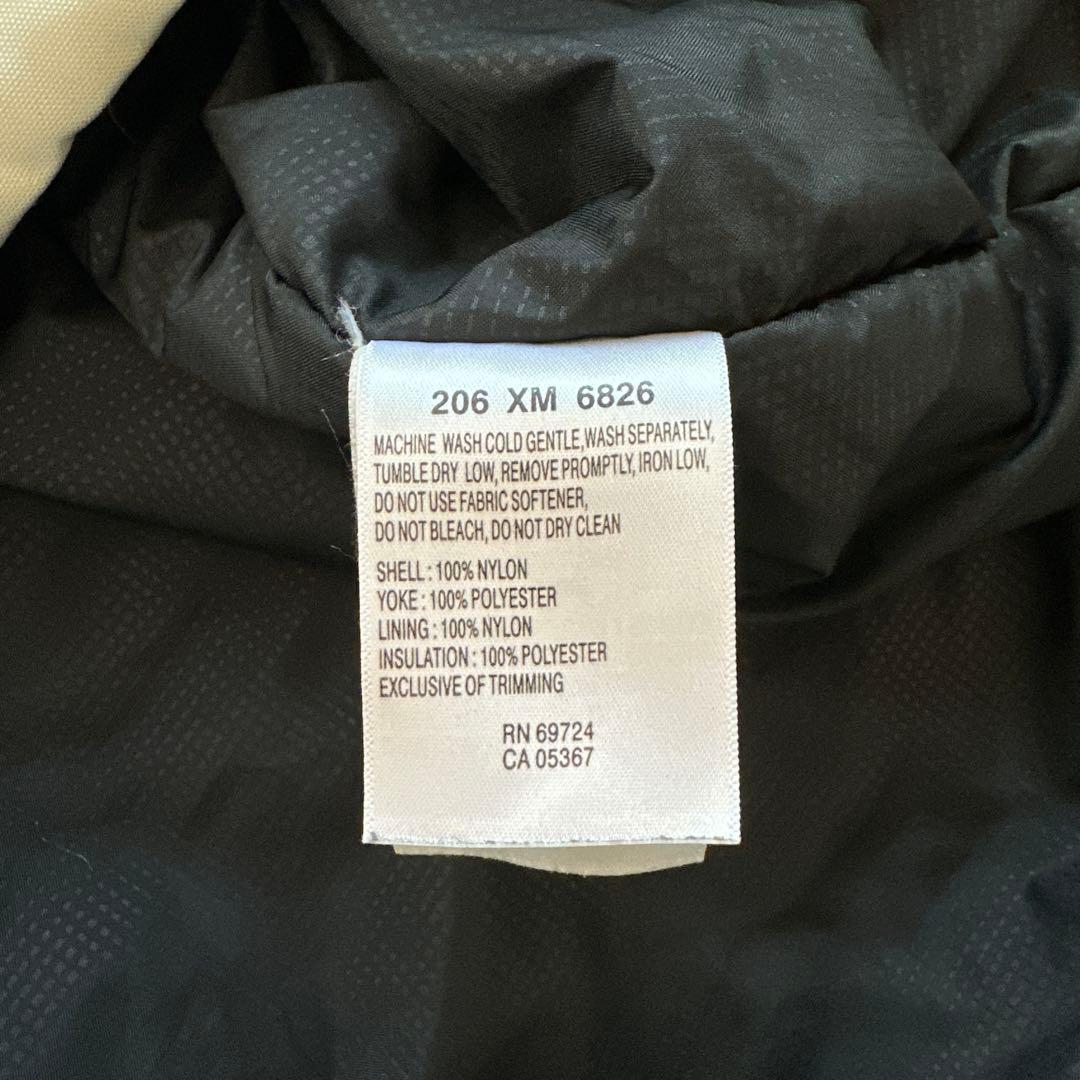 206 XM 6826
MACHINE WASH COLD GENTLE,WASH SEPARATELY,
TUMBLE DRY LOW, REMOVE PROMPTLY, IRON LOW,
DO NOT USE FABRIC SOFTENER,
DO NOT BLEACH, DO NOT DRY CLEAN
SHELL : 100% NYLON
YOKE : 100% POLYESTER
LINING : 100% NYLON
INSULATION : 100% POLYESTER
EXCLUSIVE OF TRIMMING
RN 69724
CA 05367